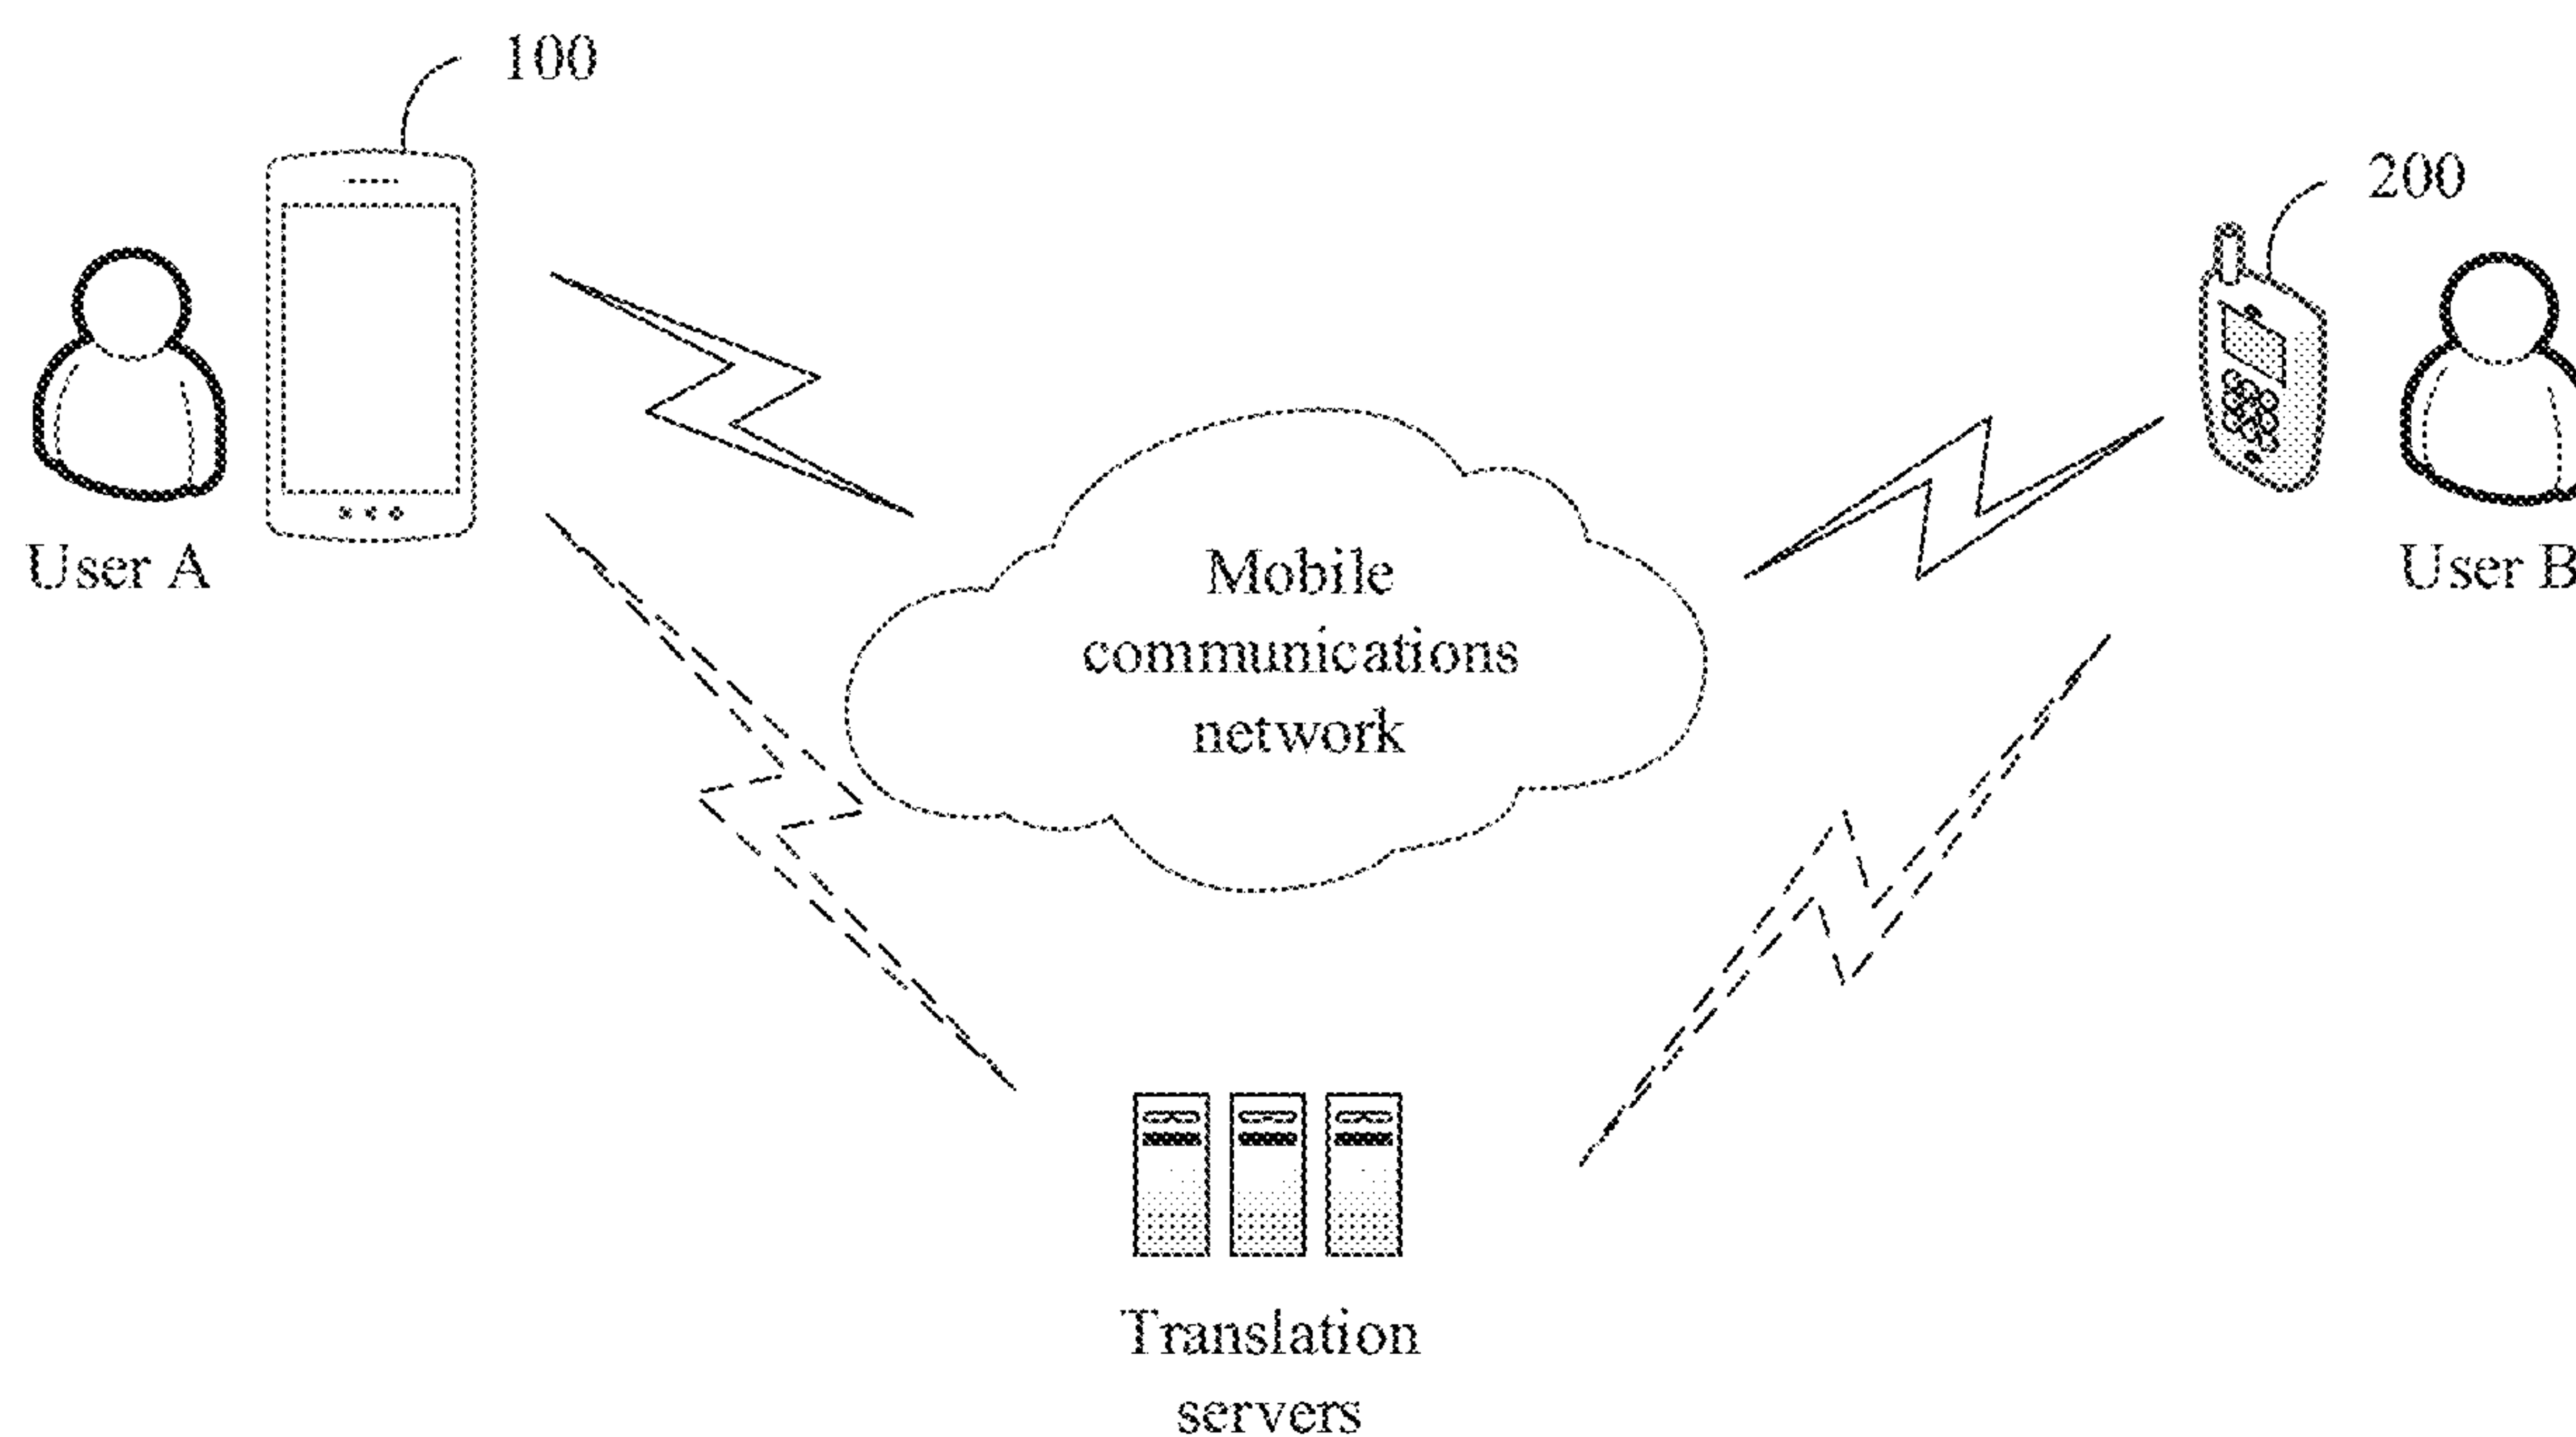 100
200
User A
User B
Mobile
communications
network
Translation
servers